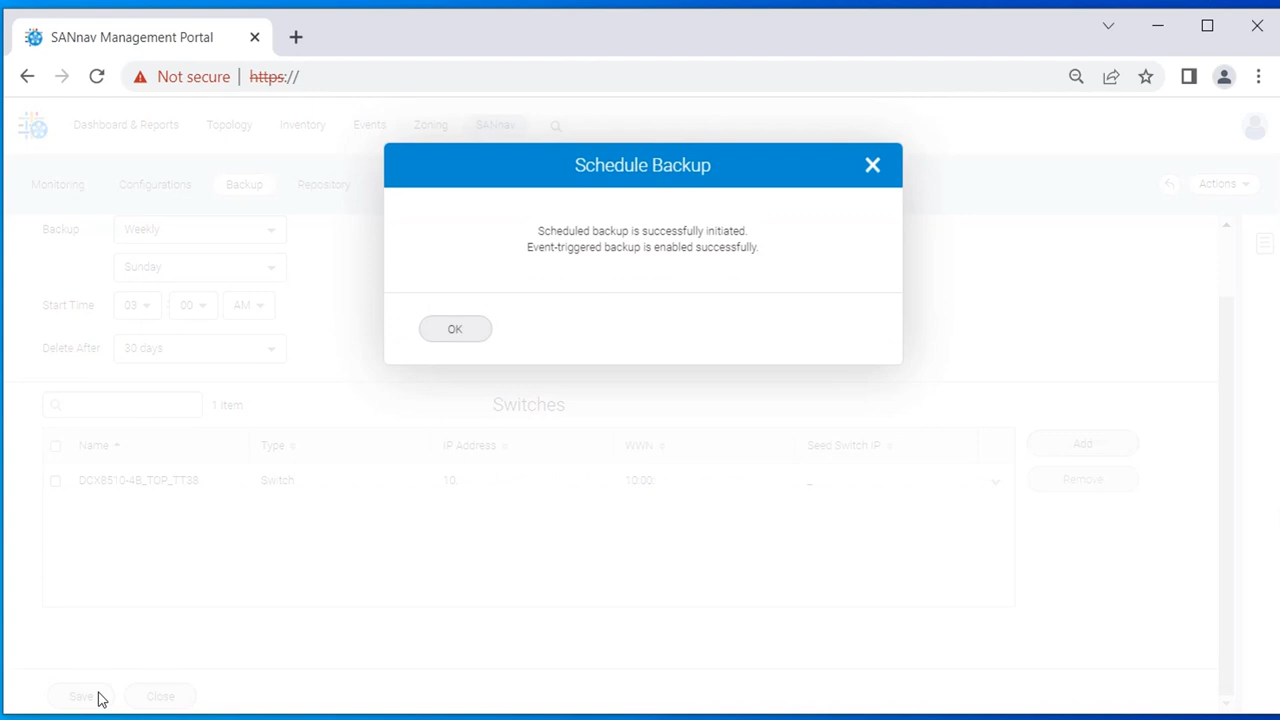 SANnav Management Portal
Not secure | https://
Dashboard & Reports Topology Inventory Events Zoning SANnav
Schedule Backup
Monitoring Configurations Backup Repository Actions
Backup Weekly
Scheduled backup is successfully initiated.
Event-triggered backup is enabled successfully.
Sunday
Start Time 03 00 AM
OK
Delete After 30 days
1 Item Switches
Name Type IP Address WWN Seed Switch IP Add
DCX8510-4B_TOP_TT38 Switch 10. 10:00: _ Remove
Save Close